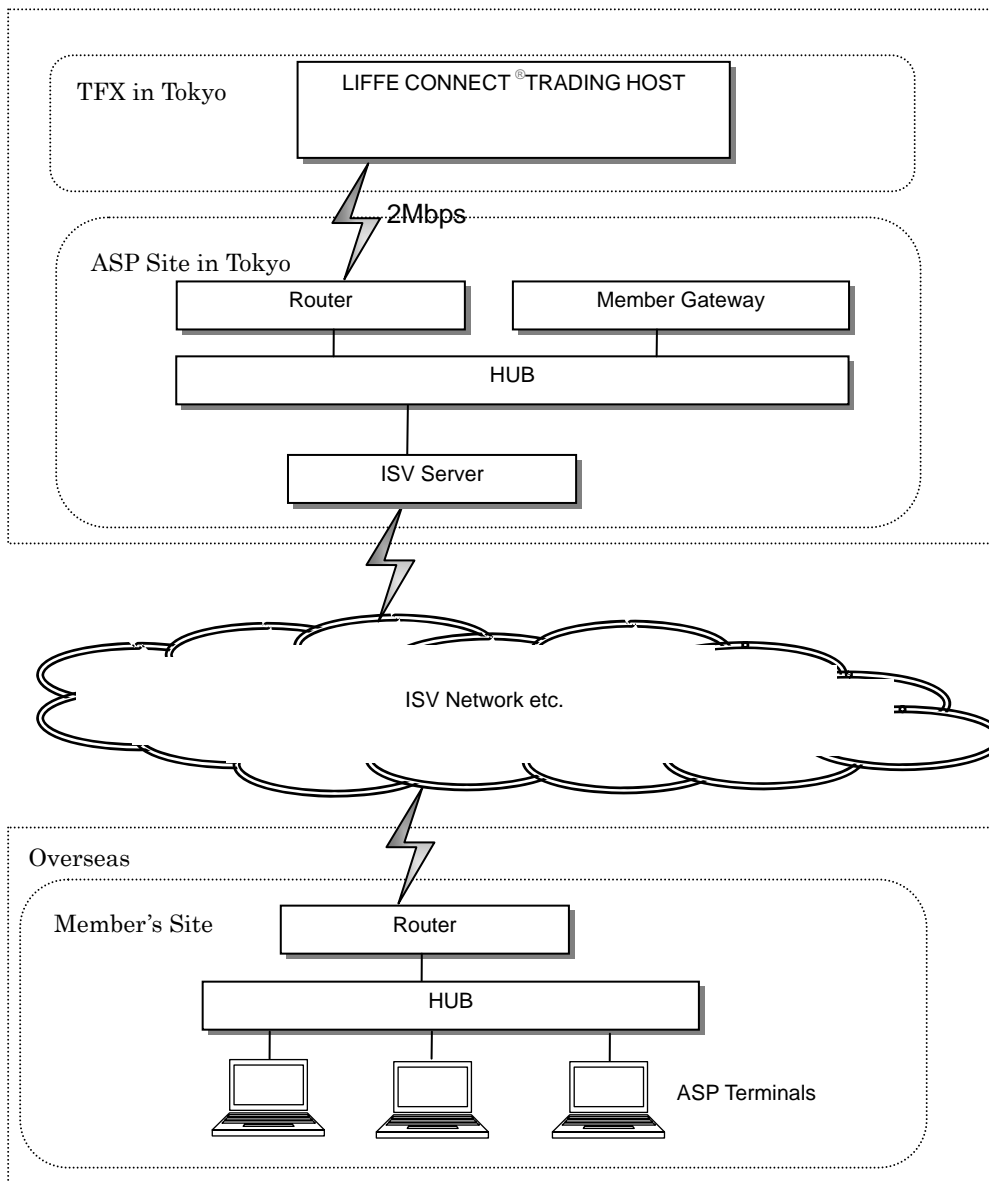 TFX in Tokyo
LIFFE CONNECT ®TRADING HOST
2Mbps
ASP Site in Tokyo
Router
Member Gateway
HUB
ISV Server
ISV Network etc.
Overseas
Member's Site
Router
HUB
ASP Terminals